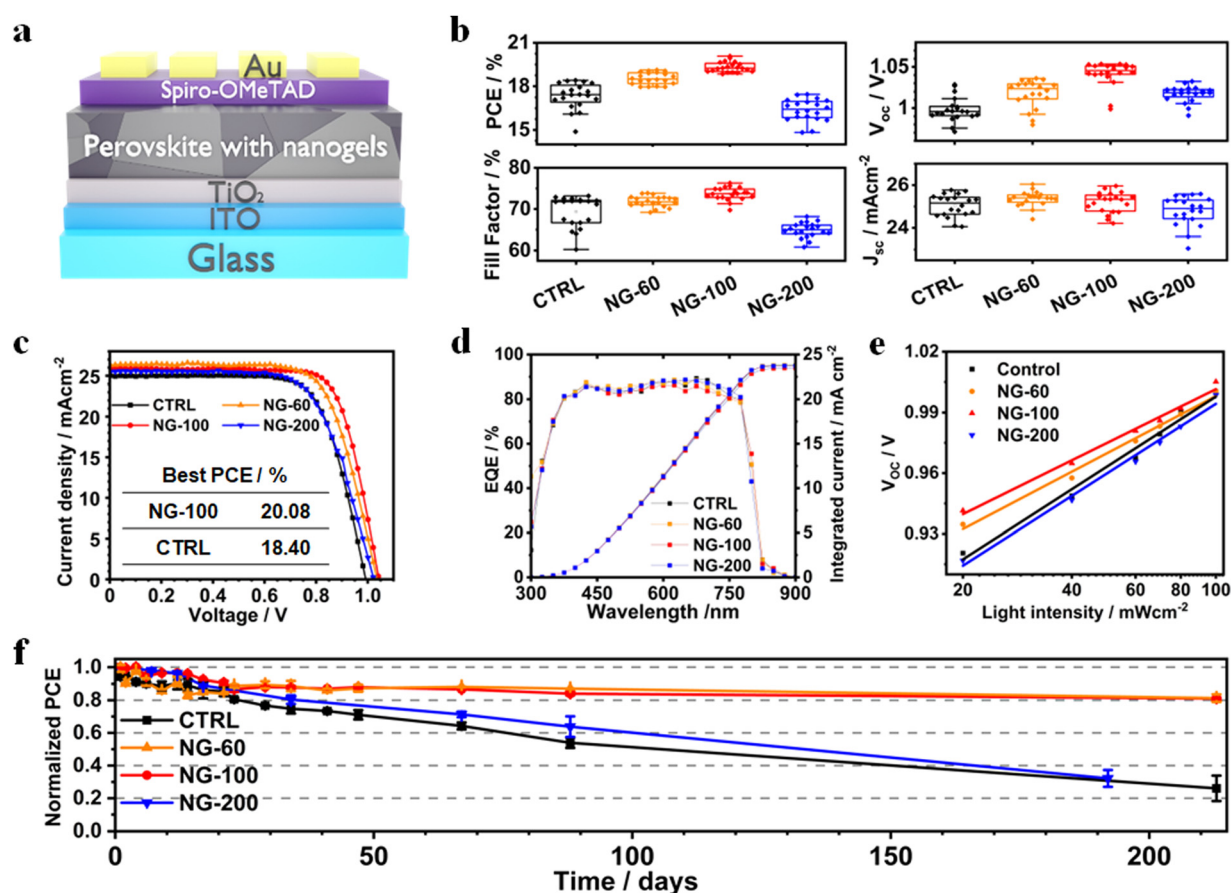 a
Au
Spiro-OMeTAD
Perovskite with nanogels
TiO₂
ITO
Glass
b
PCE / %
21
18
15
Fill Factor / %
80
70
60
CTRL
NG-60
NG-100
NG-200
Voc / V
1.05
1
Jsc / mAcm⁻²
26
24
CTRL
NG-60
NG-100
NG-200
c
Current density / mAcm⁻²
25
20
15
10
5
0
CTRL
NG-60
NG-100
NG-200
Best PCE / %
NG-100 20.08
CTRL 18.40
0.0 0.2 0.4 0.6 0.8 1.0
Voltage / V
d
EQE / %
100
80
60
40
20
0
CTRL
NG-60
NG-100
NG-200
25
20
15
10
5
0
Integrated current / mA cm⁻²
300 450 600 750 900
Wavelength /nm
e
VOC / V
1.02
0.99
0.96
0.93
Control
NG-60
NG-100
NG-200
20 40 60 80 100
Light intensity / mWcm⁻²
f
Normalized PCE
1.0
0.8
0.6
0.4
0.2
0.0
CTRL
NG-60
NG-100
NG-200
0 50 100 150 200
Time / days